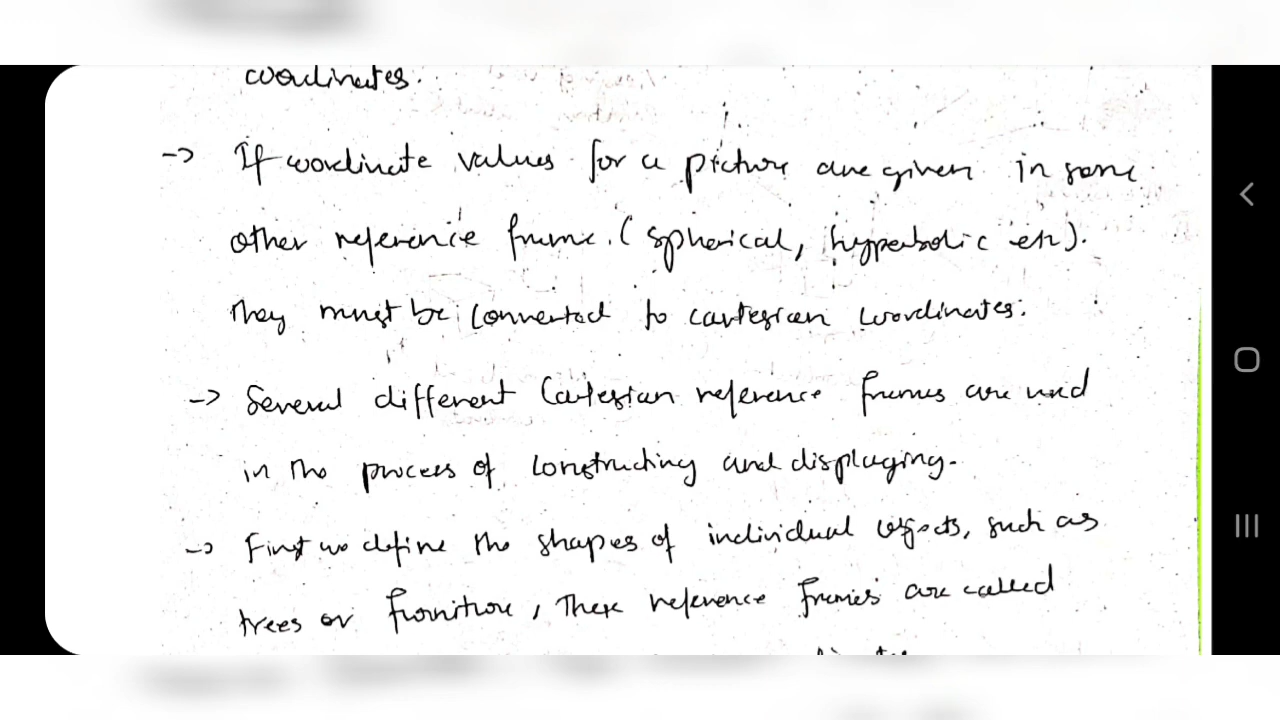 coordinates.
→ If coordinate values for a picture are given in some
other reference frame. (spherical, hyperbolic etc).
They must be converted to cartesian coordinates.
→ Several different Cartesian reference frames are used
in the process of constructing and displaying.
→ First we define the shapes of individual objects, such as
trees or furniture, These reference frames are called